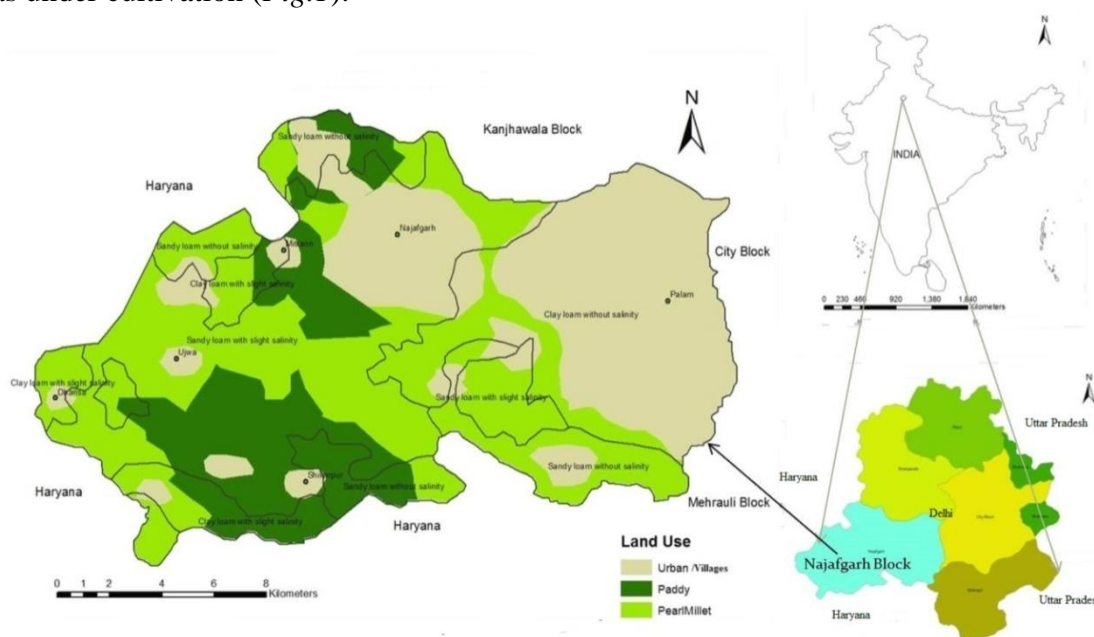 as under cultivation (Fig.1).
N
Kanjhawala Block
Haryana
Sandy loam without salinity
Najafgarh
City Block
Sandy loam without salinity
Clay loam with slight salinity
Palam
Clay loam without salinity
Sandy loam with slight salinity
Ujwa
Clay loam with slight salinity
Sandy loam with slight salinity
Sandy loam without salinity
Sandy loam without salinity
Clay loam with slight salinity
Haryana
Haryana
Mehrauli Block
Land Use
Urban /Villages
Paddy
PearlMillet
0 1 2 4 6 8
Kilometers
N
INDIA
0 230 460 920 1,380 1,840
Kilometers
N
Uttar Pradesh
Haryana
Delhi
Najafgarh Block
Haryana
Uttar Prades